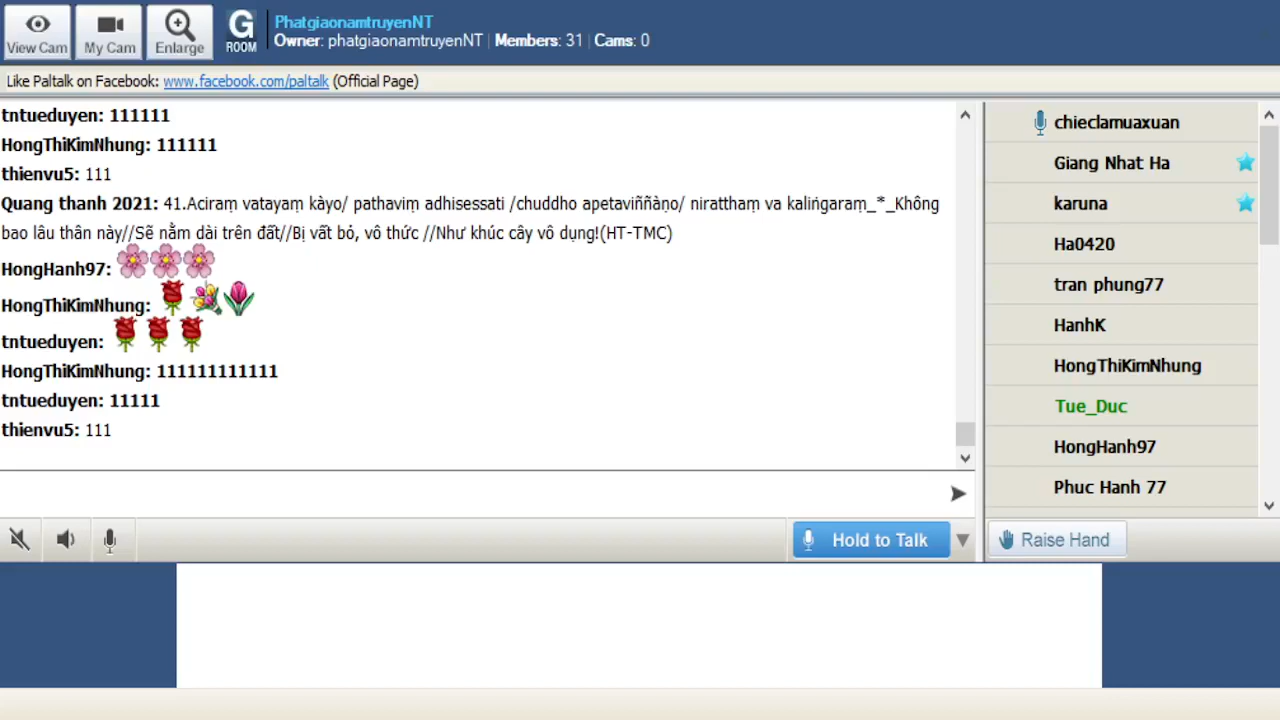 View Cam
My Cam
Enlarge
G
ROOM
PhatgiaonamtruyenNT
Owner: phatgiaonamtruyenNT | Members: 31 | Cams: 0
Like Paltalk on Facebook: www.facebook.com/paltalk (Official Page)
tntueduyen: 111111
HongThiKimNhung: 111111
thienvu5: 111
Quang thanh 2021: 41.Aciraṃ vatayaṃ kàyo/ pathaviṃ adhisessati /chuddho apetaviññàṇo/ niratthaṃ va kaliṅgaraṃ_*_Không
bao lâu thân này//Sẽ nằm dài trên đất//Bị vất bỏ, vô thức //Như khúc cây vô dụng!(HT-TMC)
HongHanh97:
HongThiKimNhung:
tntueduyen:
HongThiKimNhung: 111111111111
tntueduyen: 11111
thienvu5: 111
Hold to Talk
chieclamuaxuan
Giang Nhat Ha
karuna
Ha0420
tran phung77
HanhK
HongThiKimNhung
Tue_Duc
HongHanh97
Phuc Hanh 77
Raise Hand